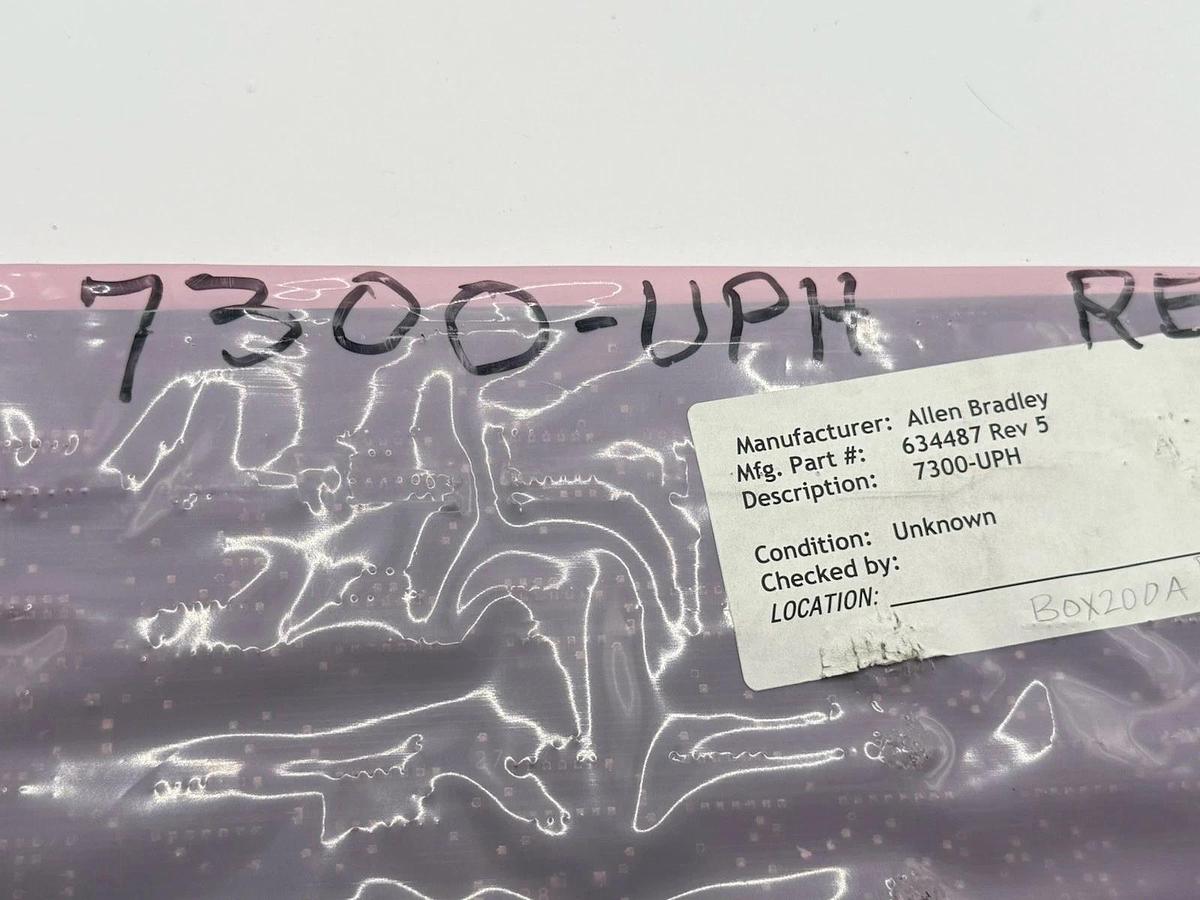 7300-UPH RE
Manufacturer: Allen Bradley
Mfg. Part #: 634487 Rev 5
Description: 7300-UPH
Condition: Unknown
Checked by:
LOCATION:
BOX200A